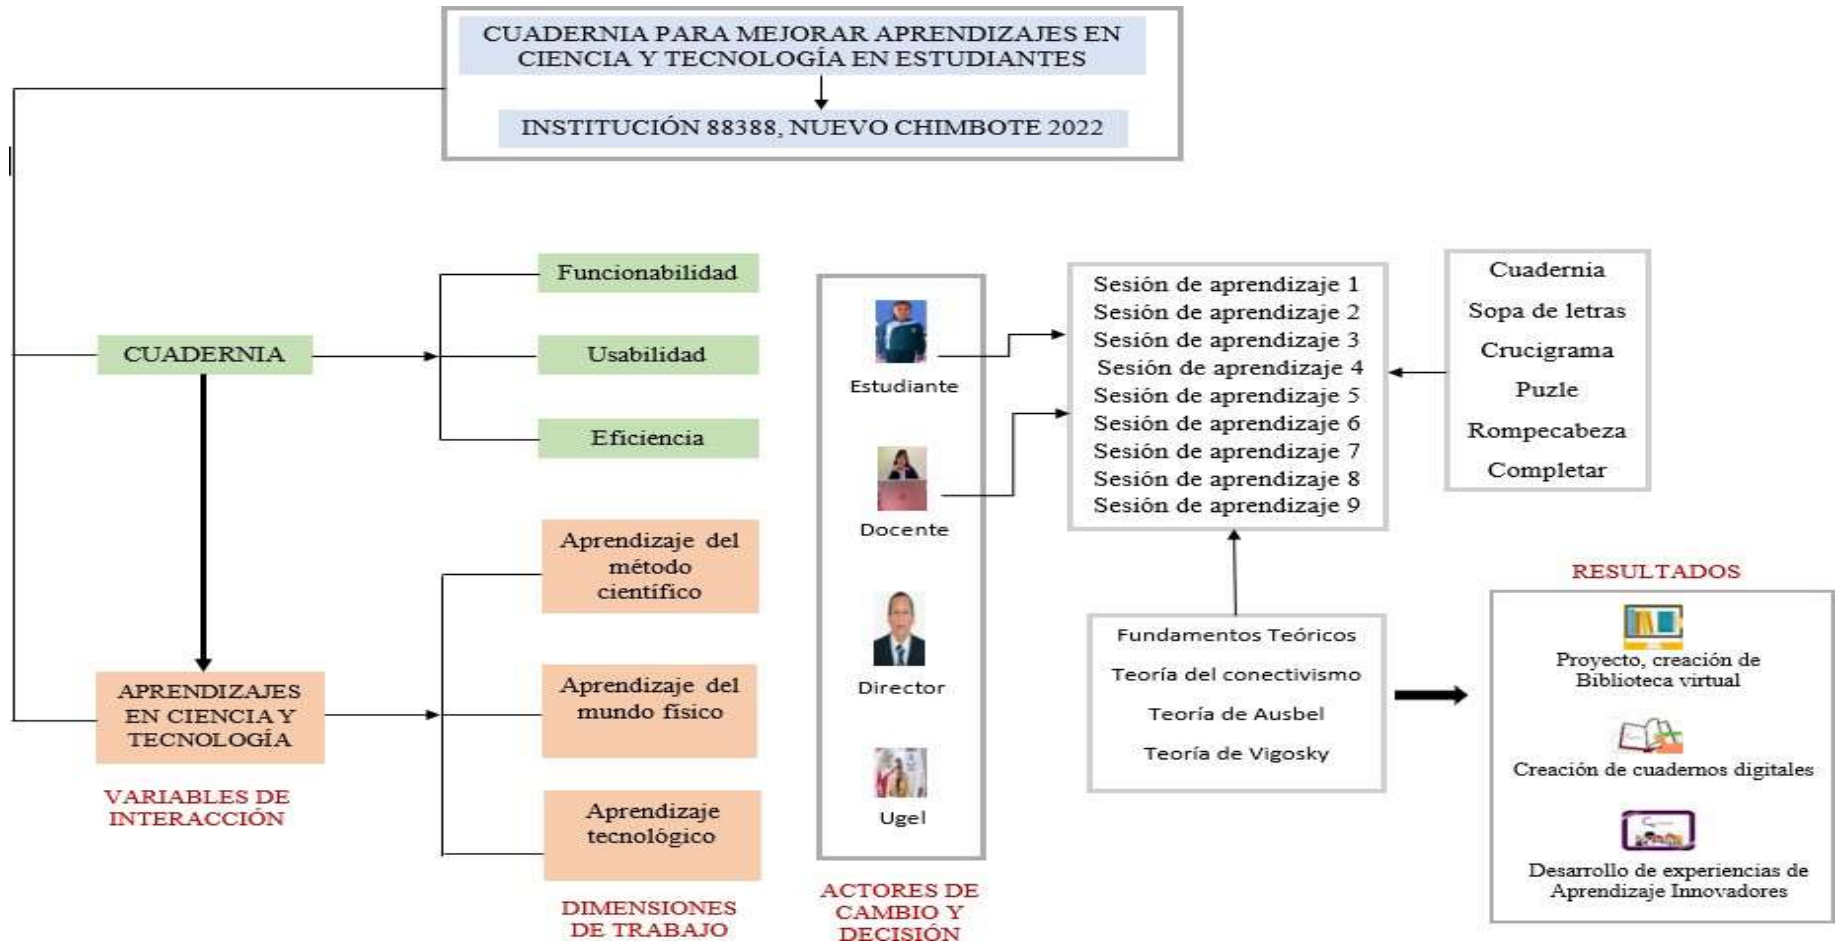 CUADERNIA PARA MEJORAR APRENDIZAJES EN
CIENCIA Y TECNOLOGÍA EN ESTUDIANTES
INSTITUCIÓN 88388, NUEVO CHIMBOTE 2022
CUADERNIA
APRENDIZAJES
EN CIENCIA Y
TECNOLOGÍA
VARIABLES DE
INTERACCIÓN
Funcionabilidad
Usabilidad
Eficiencia
Aprendizaje del
método
científico
Aprendizaje del
mundo físico
Aprendizaje
tecnológico
DIMENSIONES
DE TRABAJO
Estudiante
Docente
Director
Ugel
ACTORES DE
CAMBIO Y
DECISIÓN
Sesión de aprendizaje 1
Sesión de aprendizaje 2
Sesión de aprendizaje 3
Sesión de aprendizaje 4
Sesión de aprendizaje 5
Sesión de aprendizaje 6
Sesión de aprendizaje 7
Sesión de aprendizaje 8
Sesión de aprendizaje 9
Cuadernia
Sopa de letras
Crucigrama
Puzle
Rompecabeza
Completar
Fundamentos Teóricos
Teoría del conectivismo
Teoría de Ausbel
Teoría de Vigosky
RESULTADOS
Proyecto, creación de
Biblioteca virtual
Creación de cuadernos digitales
Desarrollo de experiencias de
Aprendizaje Innovadores